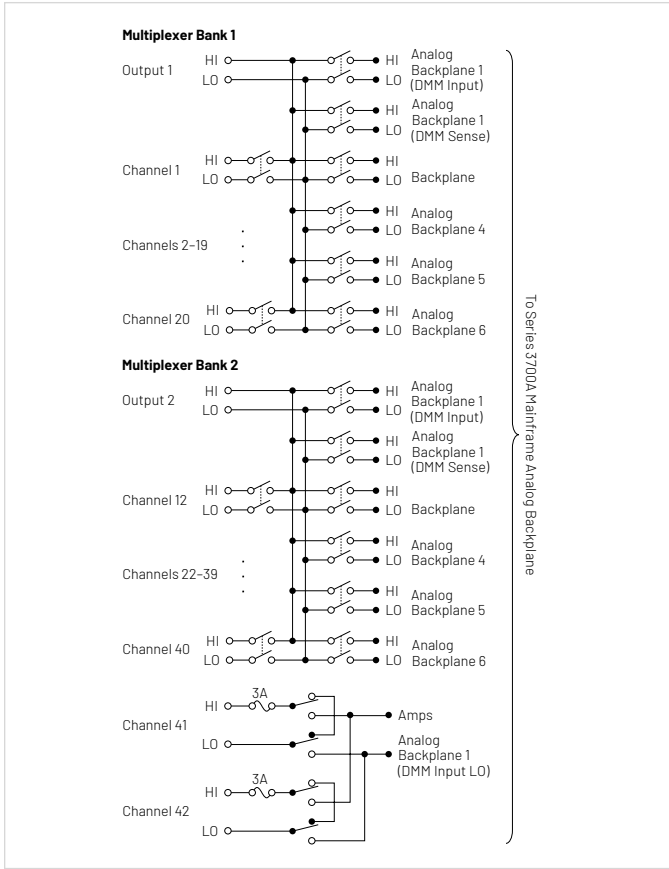 Multiplexer Bank 1
Output 1
HI
LO
HI Analog
Backplane 1
LO
(DMM Input)
HI Analog
Backplane 1
LO
(DMM Sense)
Channel 1
HI
LO
HI
LO Backplane
HI Analog
LO Backplane 4
Channels 2–19
HI Analog
LO Backplane 5
Channel 20
HI
LO
HI Analog
LO Backplane 6
Multiplexer Bank 2
Output 2
HI
LO
HI Analog
Backplane 1
LO
(DMM Input)
HI Analog
Backplane 1
LO
(DMM Sense)
Channel 12
HI
LO
HI
LO Backplane
HI Analog
LO Backplane 4
Channels 22–39
HI Analog
LO Backplane 5
Channel 40
HI
LO
HI Analog
LO Backplane 6
Channel 41
HI
3A
LO
Amps
Analog
Backplane 1
(DMM Input LO)
Channel 42
HI
3A
LO
To Series 3700A Mainframe Analog Backplane